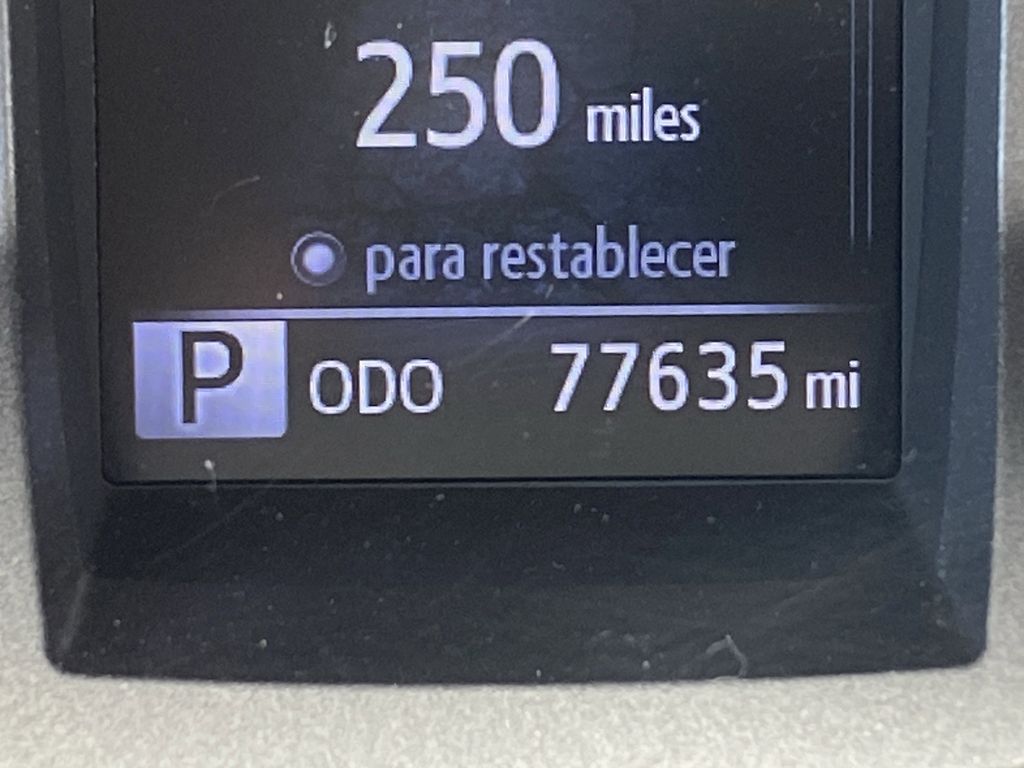 250 miles
para restablecer
P ODO 77635 mi